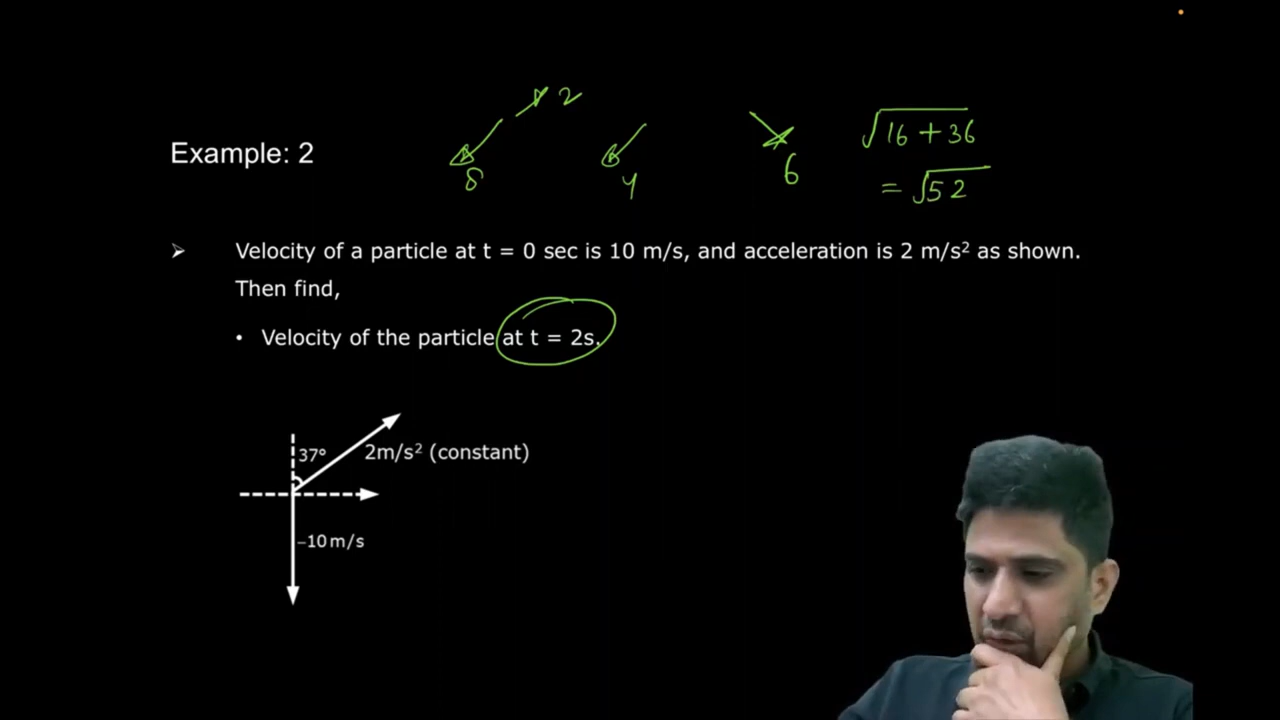 2
Example: 2
8
4
6
√16 + 36
= √52
➢ Velocity of a particle at t = 0 sec is 10 m/s, and acceleration is 2 m/s² as shown.
Then find,
• Velocity of the particle at t = 2s.
37°
2m/s² (constant)
–10 m/s